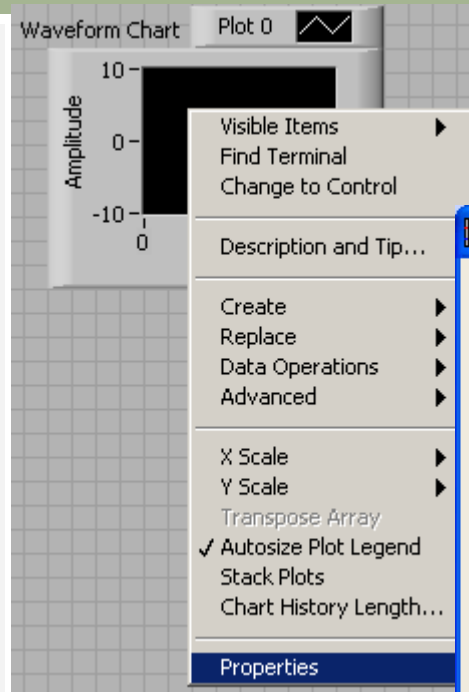 Waveform Chart Plot 0
10
0
-10
Amplitude
0
Visible Items
Find Terminal
Change to Control
Description and Tip...
Create
Replace
Data Operations
Advanced
X Scale
Y Scale
Transpose Array
Autosize Plot Legend
Stack Plots
Chart History Length...
Properties